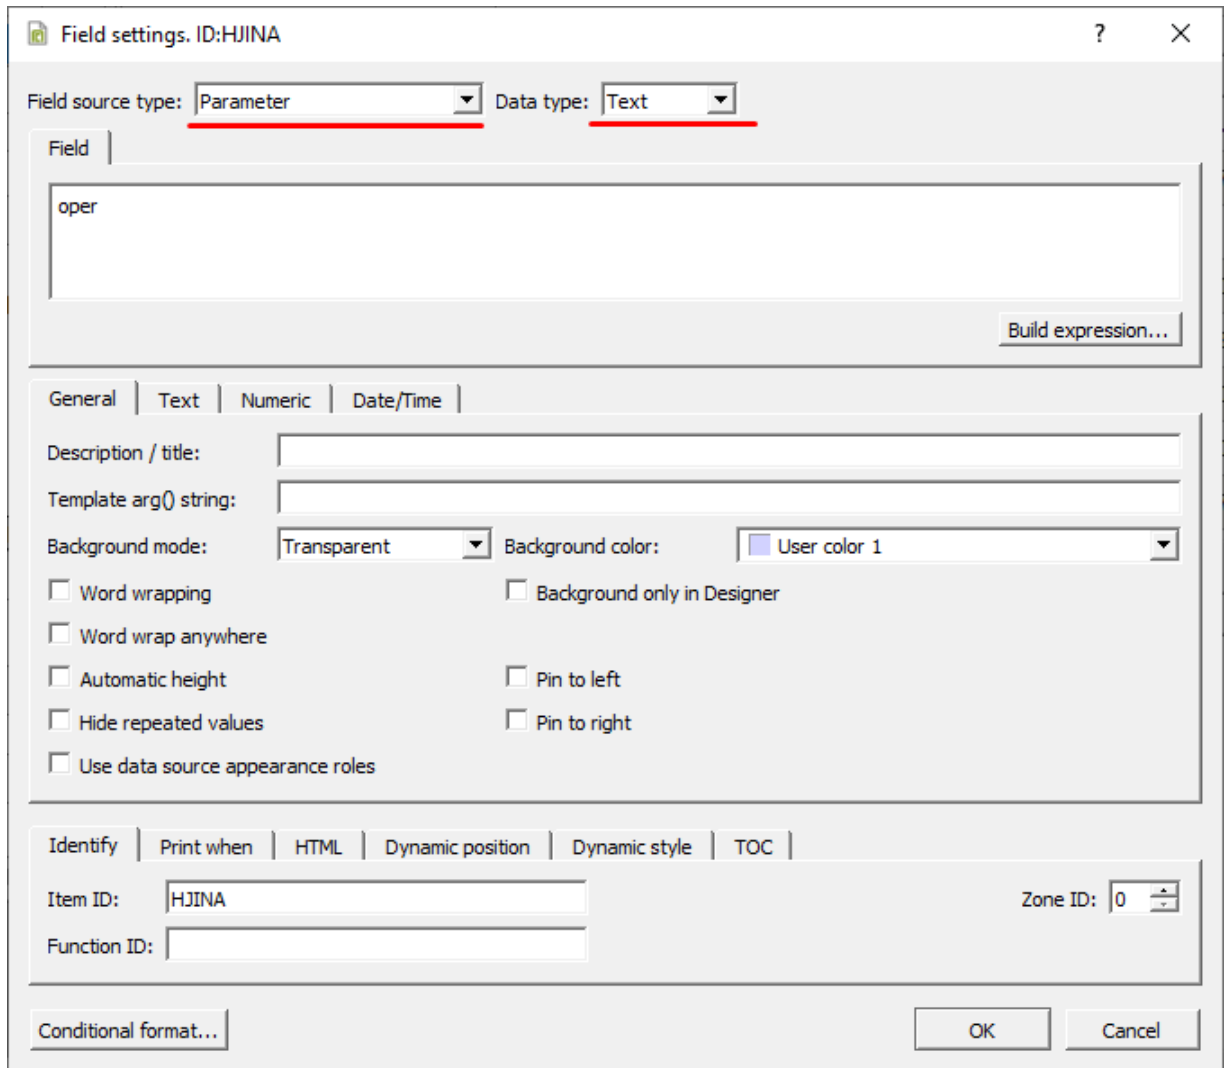 Field settings. ID:HJINA ?
Field source type: Parameter Data type: Text
Field
oper
Build expression...
General Text Numeric Date/Time
Description / title:
Template arg() string:
Background mode: Transparent Background color: User color 1
Word wrapping Background only in Designer
Word wrap anywhere
Automatic height Pin to left
Hide repeated values Pin to right
Use data source appearance roles
Identify Print when HTML Dynamic position Dynamic style TOC
Item ID: HJINA Zone ID: 0
Function ID:
Conditional format... OK Cancel